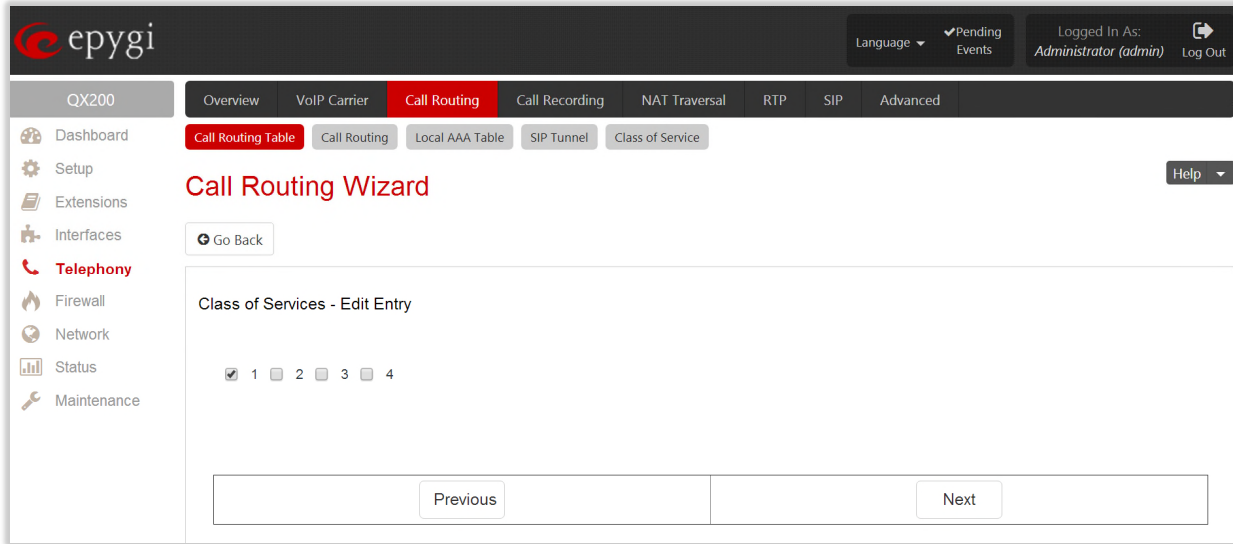 epygi
Language
Pending Events
Logged In As:
Administrator (admin)
Log Out
QX200
Overview VoIP Carrier Call Routing Call Recording NAT Traversal RTP SIP Advanced
Dashboard
Setup
Extensions
Interfaces
Telephony
Firewall
Network
Status
Maintenance
Call Routing Table Call Routing Local AAA Table SIP Tunnel Class of Service
Help
Call Routing Wizard
Go Back
Class of Services - Edit Entry
1 2 3 4
Previous Next